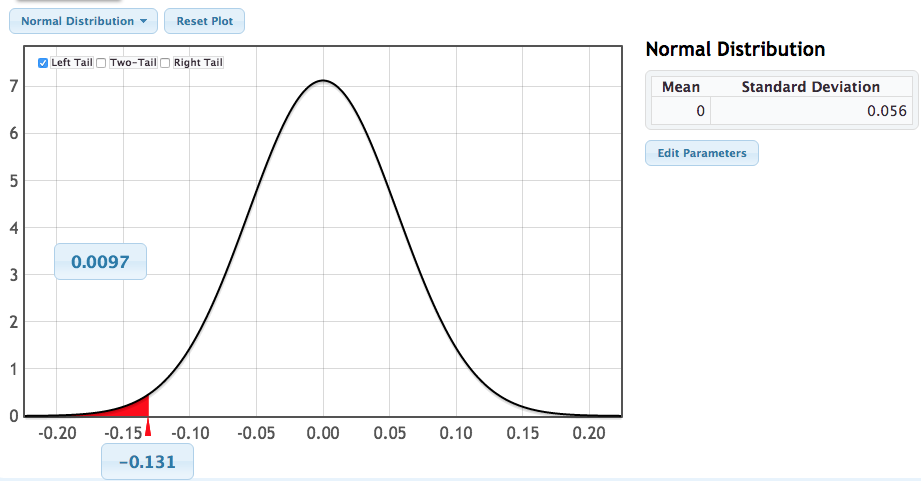 Normal Distribution
Reset Plot
Left Tail Two-Tail Right Tail
7
6
5
4
3
2
1
0
0.0097
-0.20 -0.15 -0.10 -0.05 0.00 0.05 0.10 0.15 0.20
-0.131
Normal Distribution
Mean Standard Deviation
0 0.056
Edit Parameters